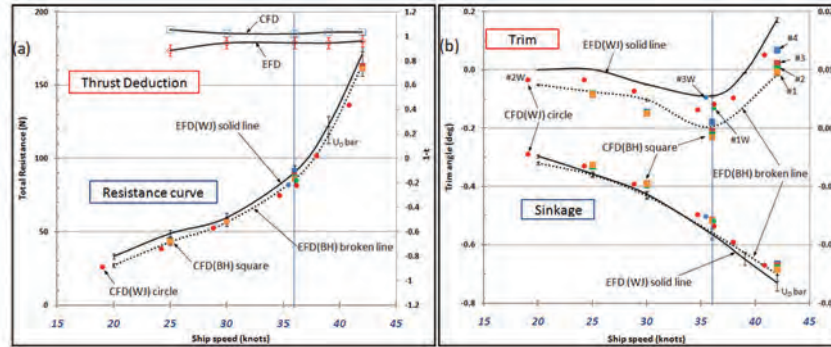 (a)
200
150
100
50
0
Total Resistance (N)
CFD
EFD
Thrust Deduction
EFD(WJ) solid line
U_D bar
Resistance curve
EFD(BH) broken line
CFD(BH) square
CFD(WJ) circle
1.2
1
0.8
0.6
0.4
0.2
0
-0.2
-0.4
-0.6
-0.8
-1
-1.2
1-t
15 20 25 30 35 40 45
Ship speed (knots)
(b)
0.2
0.0
-0.2
-0.4
-0.6
-0.8
Trim angle (deg)
Trim
EFD(WJ) solid line
#4
#3
#2
#1
#2W
#3W
#1W
CFD(WJ) circle
CFD(BH) square
EFD(BH) broken line
Sinkage
EFD(WJ) solid line
U_D bar
15 20 25 30 35 40 45
Ship speed (knots)